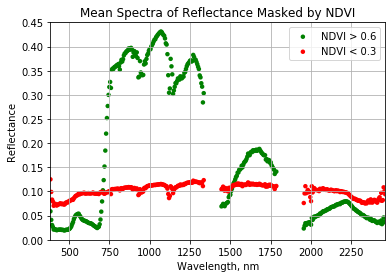 Mean Spectra of Reflectance Masked by NDVI
0.45
0.40
0.35
0.30
0.25
0.20
0.15
0.10
0.05
0.00
Reflectance
NDVI > 0.6
NDVI < 0.3
500 750 1000 1250 1500 1750 2000 2250
Wavelength, nm